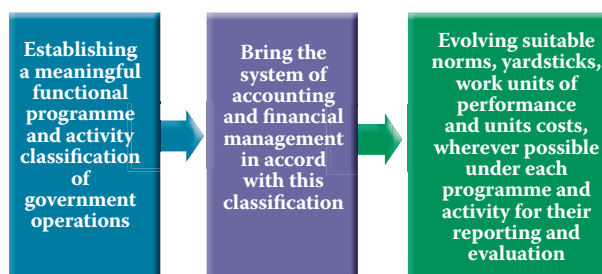 Establishing
a meaningful
functional
programme
and activity
classification
of
government
operations
Bring the
system of
accounting
and financial
management
in accord
with this
classification
Evolving suitable
norms, yardsticks,
work units of
performance
and units costs,
wherever possible
under each
programme and
activity for their
reporting and
evaluation